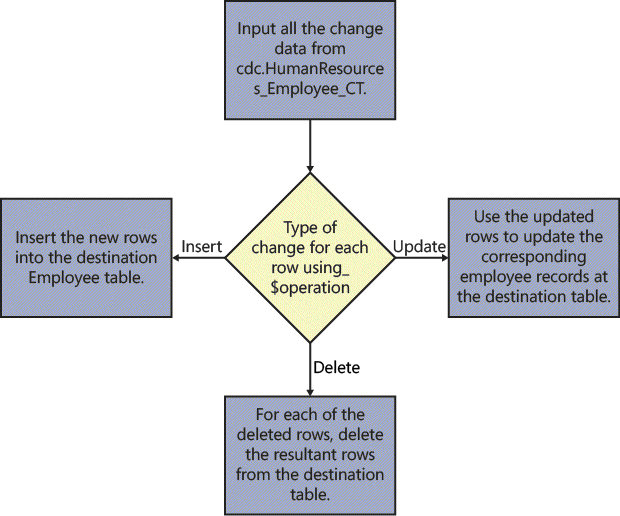 Input all the change
data from
cdc.HumanResource
s_Employee_CT.
Type of
change for each
row using_
$operation
Insert
Insert the new rows
into the destination
Employee table.
Update
Use the updated
rows to update the
corresponding
employee records at
the destination table.
Delete
For each of the
deleted rows, delete
the resultant rows
from the destination
table.